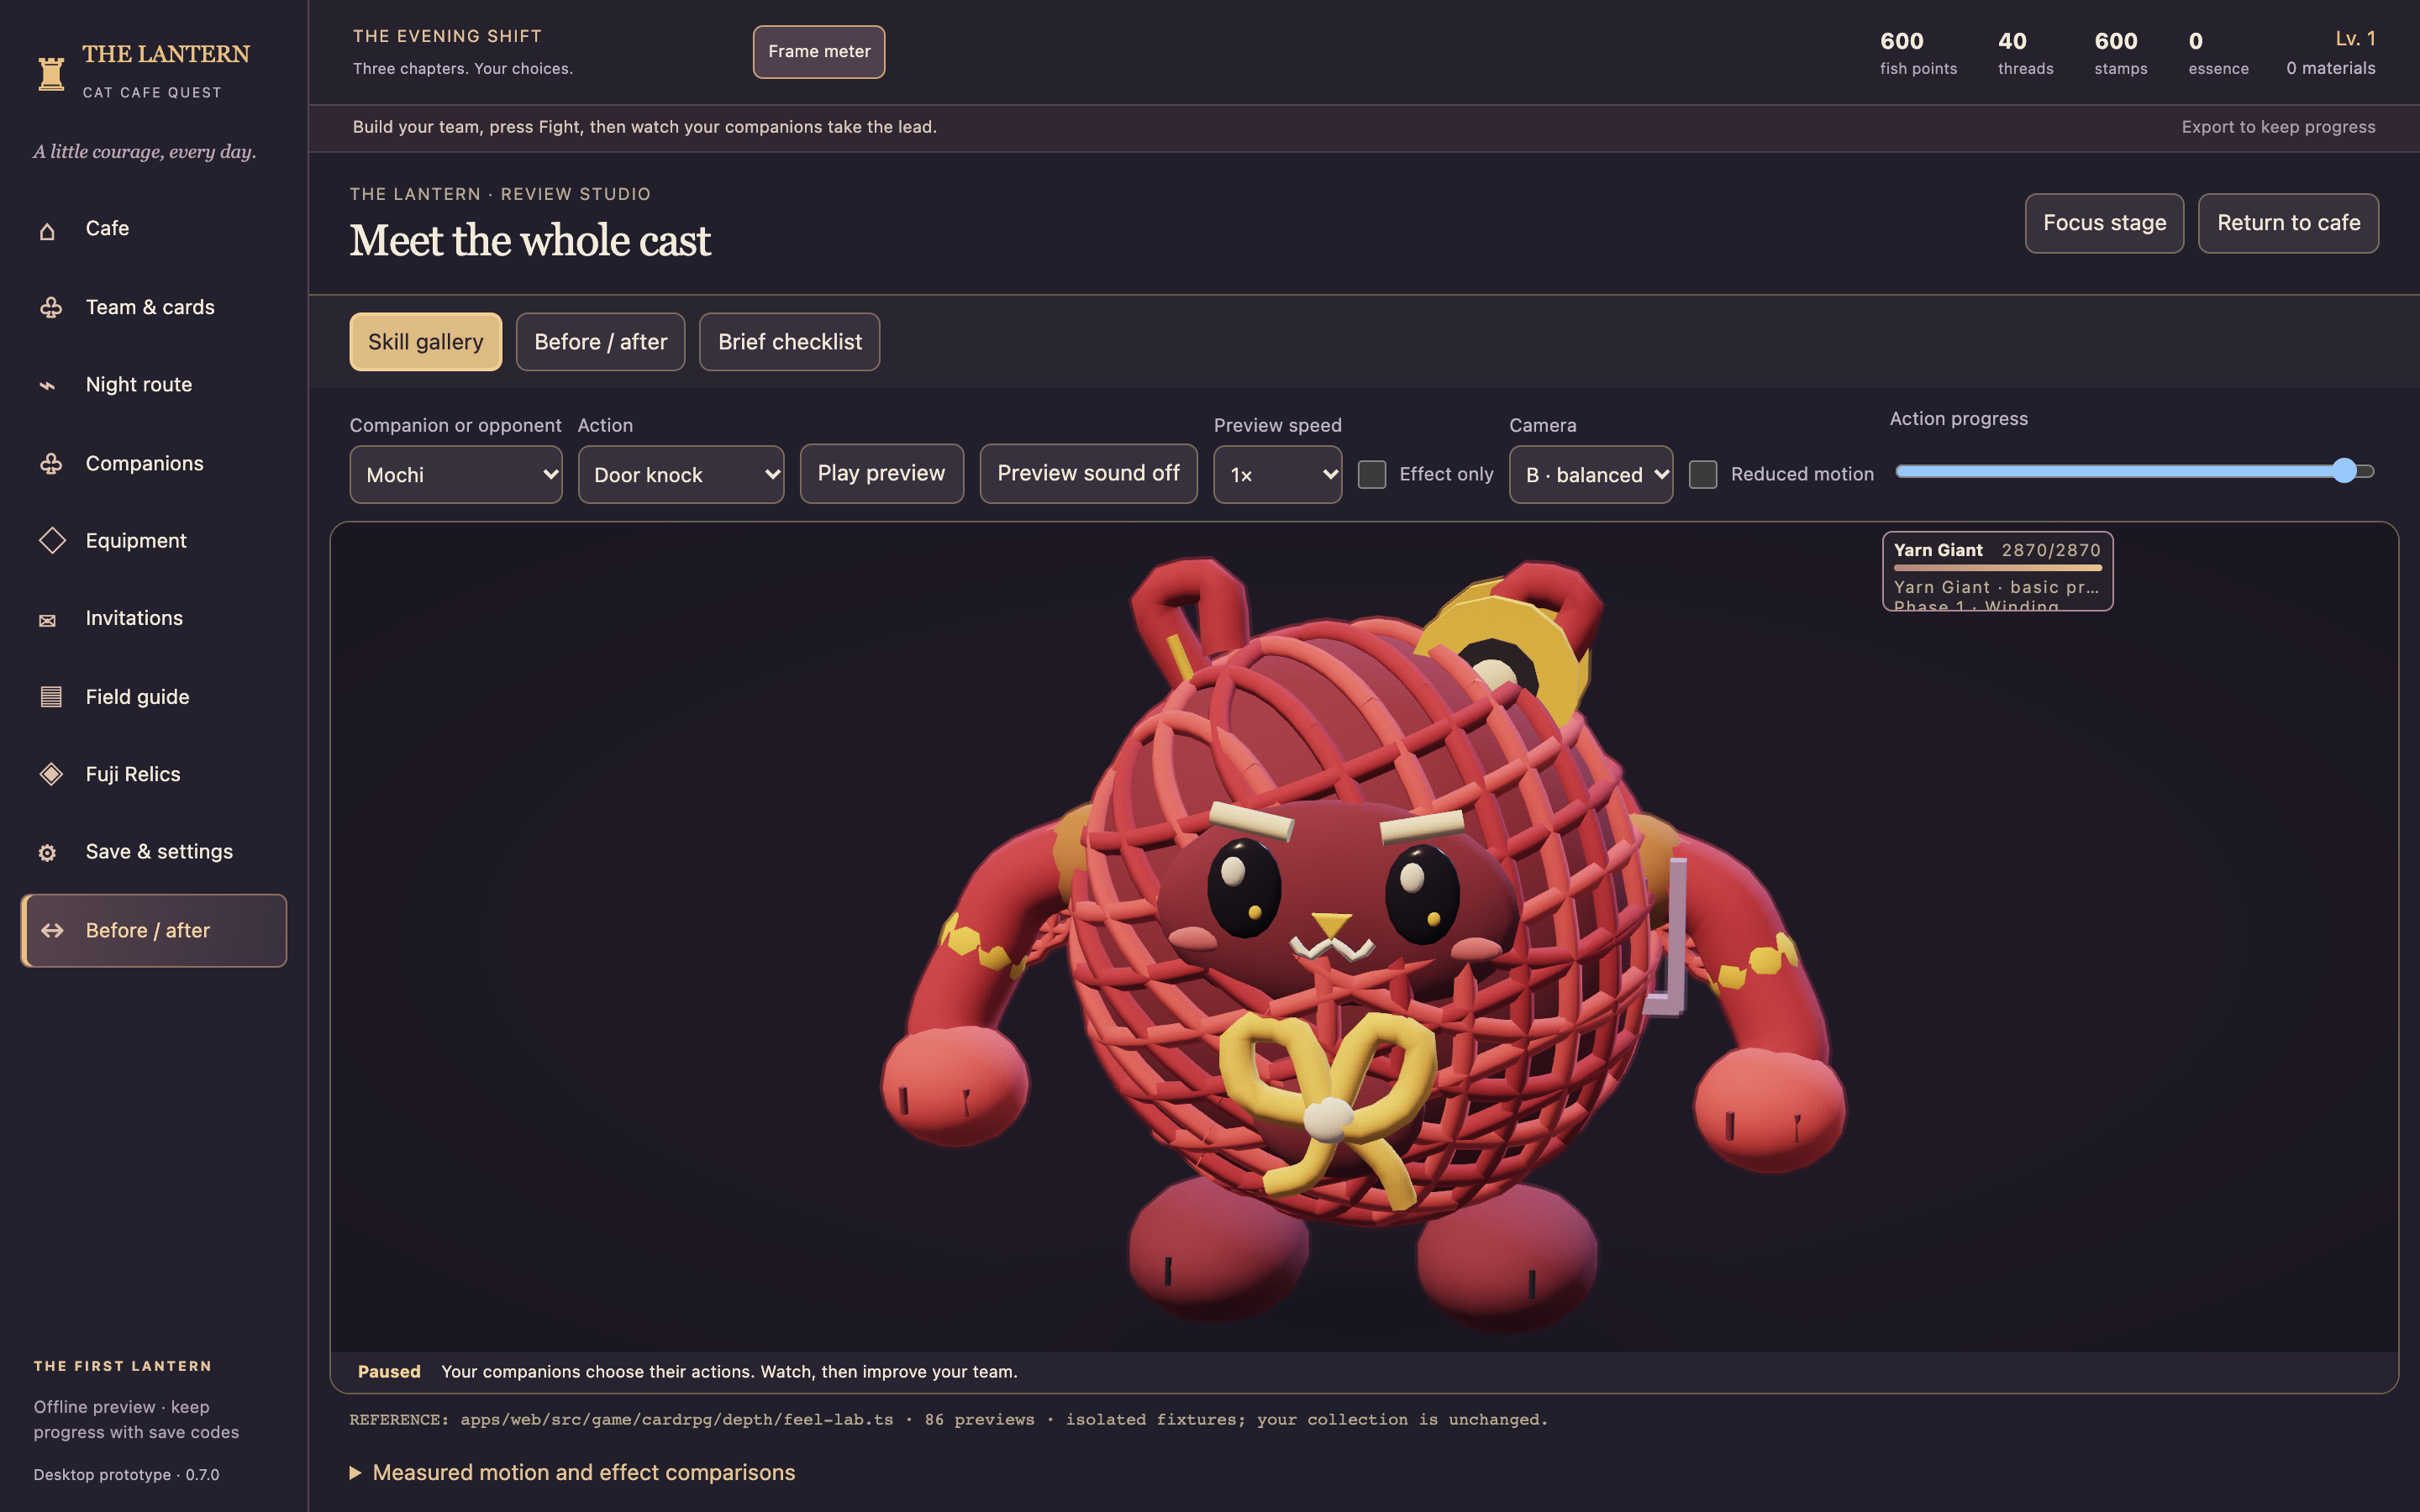 THE LANTERN
CAT CAFE QUEST
A little courage, every day.
Cafe
Team & cards
Night route
Companions
Equipment
Invitations
Field guide
Fuji Relics
Save & settings
Before / after
THE FIRST LANTERN
Offline preview · keep
progress with save codes
Desktop prototype · 0.7.0
THE EVENING SHIFT
Three chapters. Your choices.
Frame meter
600
fish points
40
threads
600
stamps
0
essence
Lv. 1
0 materials
Build your team, press Fight, then watch your companions take the lead.
Export to keep progress
THE LANTERN · REVIEW STUDIO
Meet the whole cast
Focus stage
Return to cafe
Skill gallery
Before / after
Brief checklist
Companion or opponent
Mochi
Action
Door knock
Play preview
Preview sound off
Preview speed
1×
Effect only
Camera
B · balanced
Reduced motion
Action progress
Yarn Giant 2870/2870
Yarn Giant · basic pr…
Phase 1 · Winding
Paused Your companions choose their actions. Watch, then improve your team.
REFERENCE: apps/web/src/game/cardrpg/depth/feel-lab.ts · 86 previews · isolated fixtures; your collection is unchanged.
Measured motion and effect comparisons